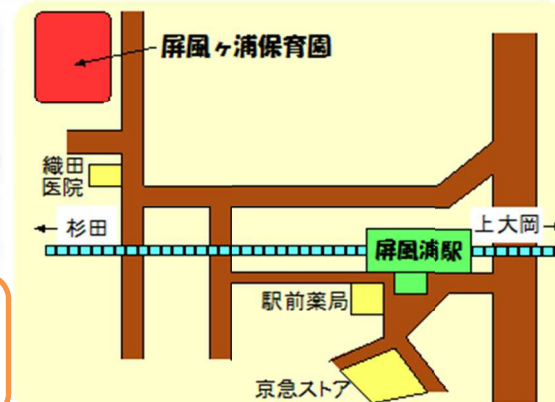 屏風ヶ浦保育園
織田
医院
← 杉田
上大岡→
屏風浦駅
駅前薬局
京急ストア